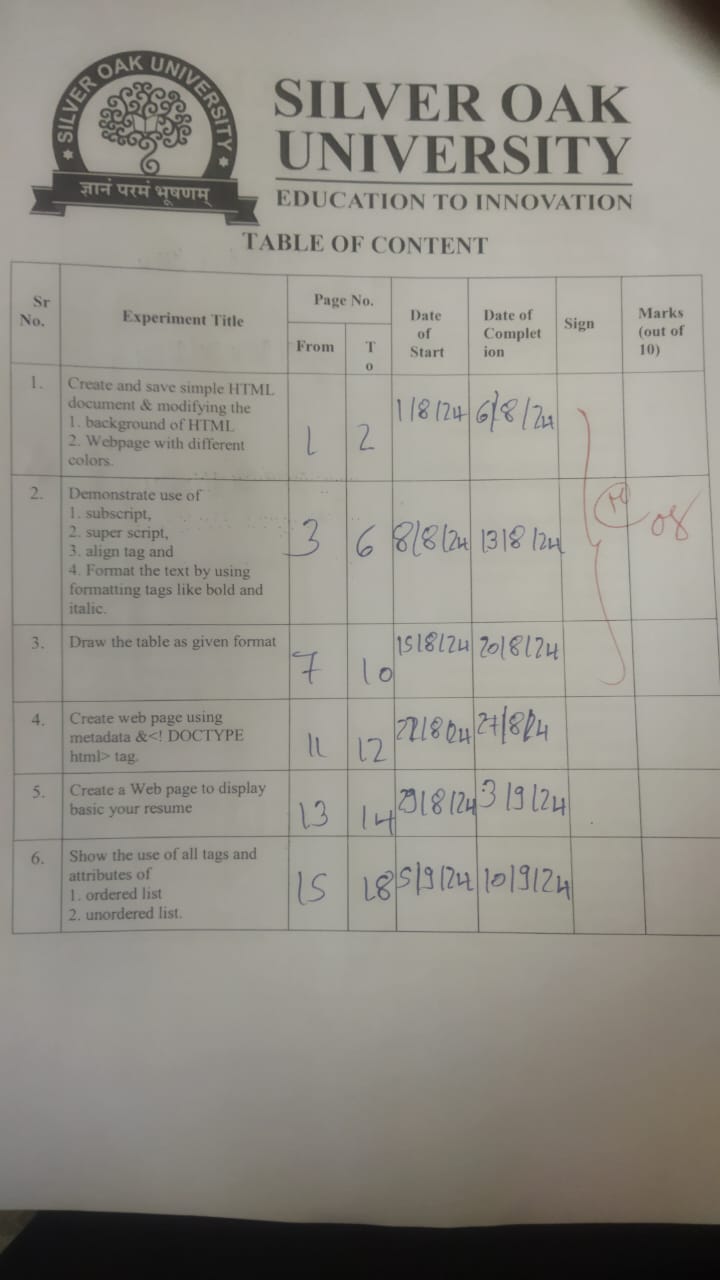 SILVER OAK UNIVERSITY
ज्ञानं परमं भूषणम्
SILVER OAK
UNIVERSITY
EDUCATION TO INNOVATION
TABLE OF CONTENT
Sr No. Experiment Title Page No. From To Date of Start Date of Completion Sign Marks (out of 10)
1. Create and save simple HTML
document & modifying the
1. background of HTML
2. Webpage with different
colors.
1 2 1/8/24 6/8/24
2. Demonstrate use of
1. subscript,
2. super script,
3. align tag and
4. Format the text by using
formatting tags like bold and
italic.
3 6 8/8/24 13/8/24 08
3. Draw the table as given format
7 10 15/8/24 20/8/24
4. Create web page using
metadata &<! DOCTYPE
html> tag.
11 12 22/8/24 27/8/24
5. Create a Web page to display
basic your resume
13 14 29/8/24 3/9/24
6. Show the use of all tags and
attributes of
1. ordered list
2. unordered list.
15 18 5/9/24 10/9/24